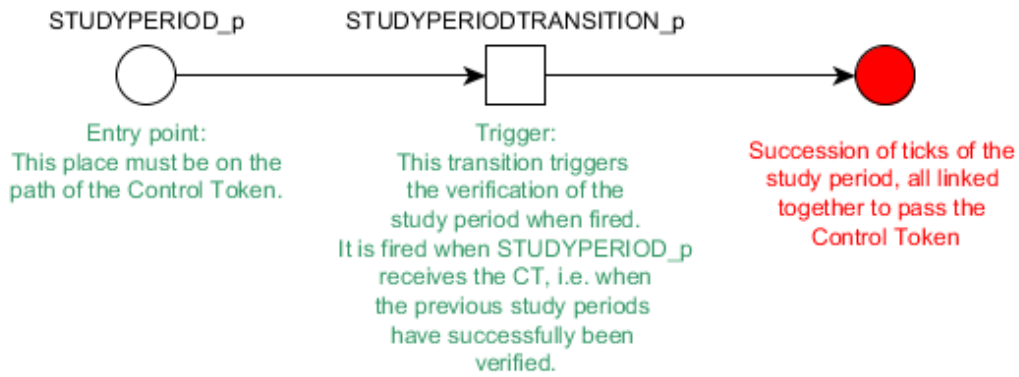 STUDYPERIOD_p
STUDYPERIODTRANSITION_p
Entry point:
This place must be on the
path of the Control Token.
Trigger:
This transition triggers
the verification of the
study period when fired.
It is fired when STUDYPERIOD_p
receives the CT, i.e. when
the previous study periods
have successfully been
verified.
Succession of ticks of the
study period, all linked
together to pass the
Control Token